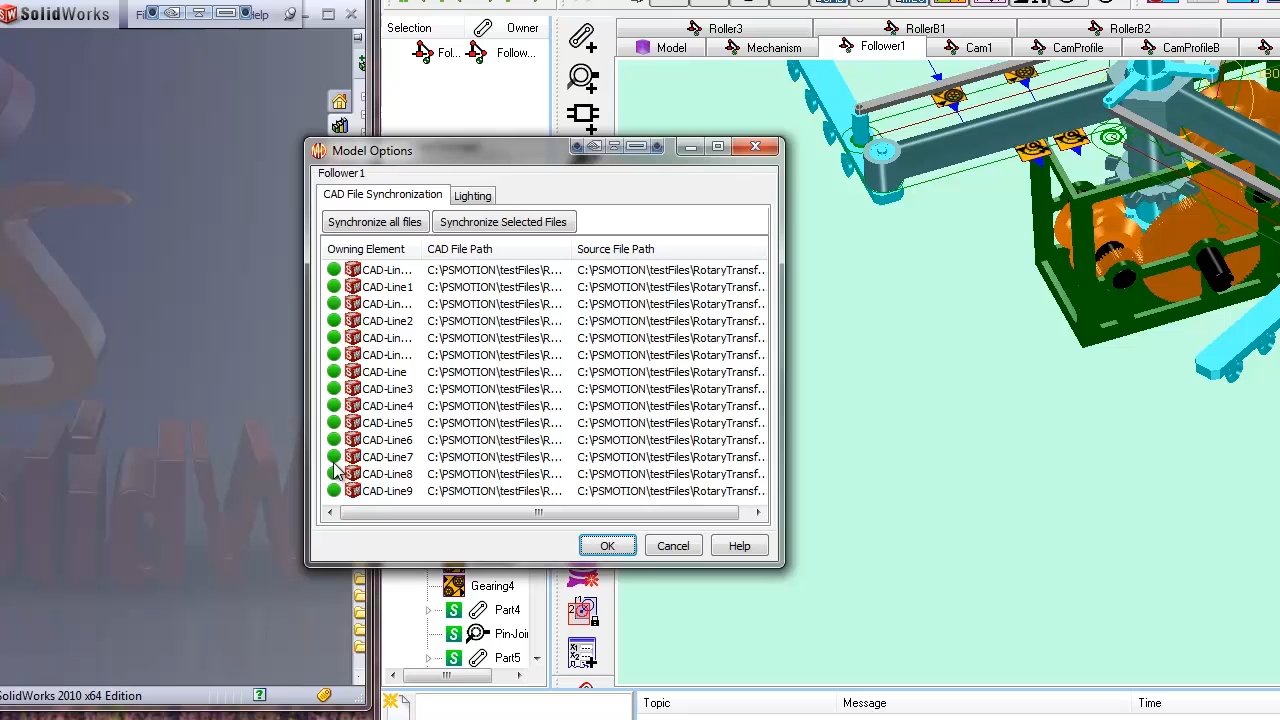 SolidWorks
Fi
Help
Selection
Owner
Fol...
Follow...
Roller3
RollerB1
RollerB2
Model
Mechanism
Follower1
Cam1
CamProfile
CamProfileB
Model Options
Follower1
CAD File Synchronization
Lighting
Synchronize all files
Synchronize Selected Files
Owning Element
CAD File Path
Source File Path
CAD-Lin... C:\PSMOTION\testFiles\R... C:\PSMOTION\testFiles\RotaryTransf...
CAD-Line1 C:\PSMOTION\testFiles\R... C:\PSMOTION\testFiles\RotaryTransf...
CAD-Lin... C:\PSMOTION\testFiles\R... C:\PSMOTION\testFiles\RotaryTransf...
CAD-Line2 C:\PSMOTION\testFiles\R... C:\PSMOTION\testFiles\RotaryTransf...
CAD-Lin... C:\PSMOTION\testFiles\R... C:\PSMOTION\testFiles\RotaryTransf...
CAD-Lin... C:\PSMOTION\testFiles\R... C:\PSMOTION\testFiles\RotaryTransf...
CAD-Line C:\PSMOTION\testFiles\R... C:\PSMOTION\testFiles\RotaryTransf...
CAD-Line3 C:\PSMOTION\testFiles\R... C:\PSMOTION\testFiles\RotaryTransf...
CAD-Line4 C:\PSMOTION\testFiles\R... C:\PSMOTION\testFiles\RotaryTransf...
CAD-Line5 C:\PSMOTION\testFiles\R... C:\PSMOTION\testFiles\RotaryTransf...
CAD-Line6 C:\PSMOTION\testFiles\R... C:\PSMOTION\testFiles\RotaryTransf...
CAD-Line7 C:\PSMOTION\testFiles\R... C:\PSMOTION\testFiles\RotaryTransf...
CAD-Line8 C:\PSMOTION\testFiles\R... C:\PSMOTION\testFiles\RotaryTransf...
CAD-Line9 C:\PSMOTION\testFiles\R... C:\PSMOTION\testFiles\RotaryTransf...
OK
Cancel
Help
Gearing4
Part4
Pin-Joi
Part5
SolidWorks 2010 x64 Edition
Topic
Message
Time